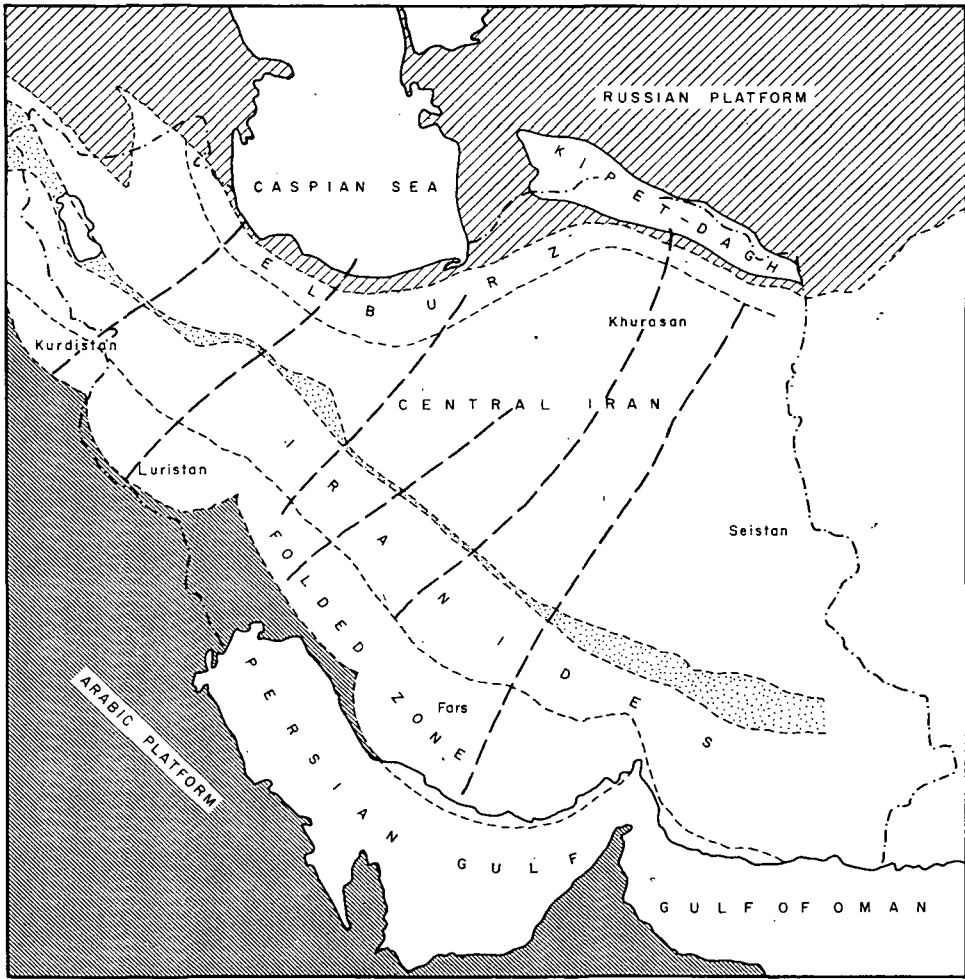 RUSSIAN PLATFORM
KIPET-DAGH
CASPIAN SEA
ELBURZ
Khurasan
Kurdistan
CENTRAL IRAN
Luristan
IRANIDES
Seistan
FOLDED ZONE
Fars
ARABIC PLATFORM
PERSIAN GULF
GULF OF OMAN